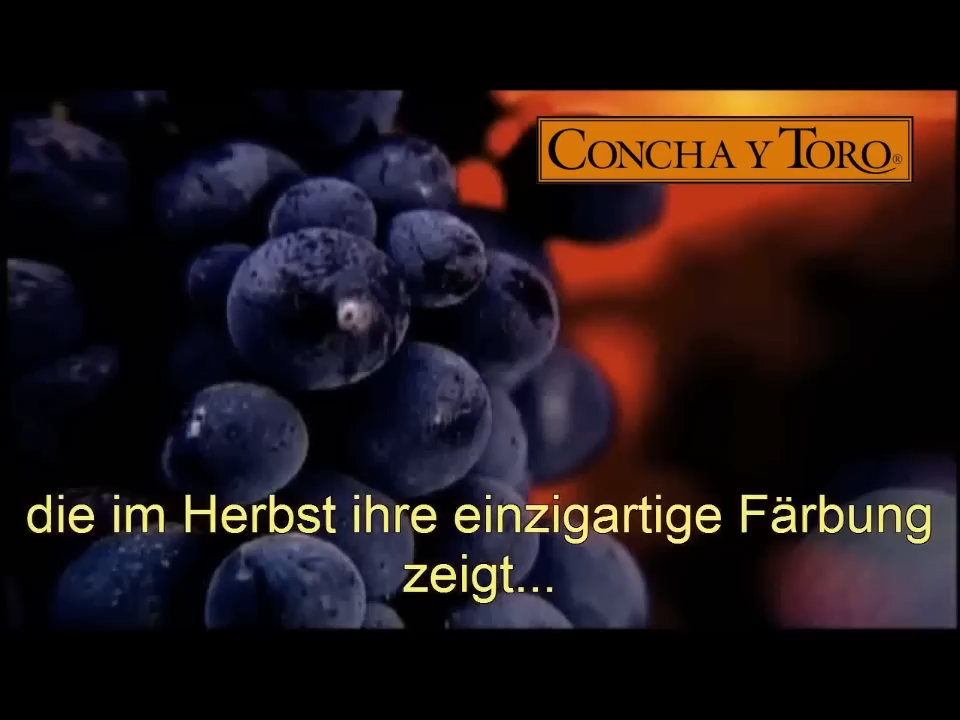 CONCHA Y TORO®
die im Herbst ihre einzigartige Färbung
zeigt...